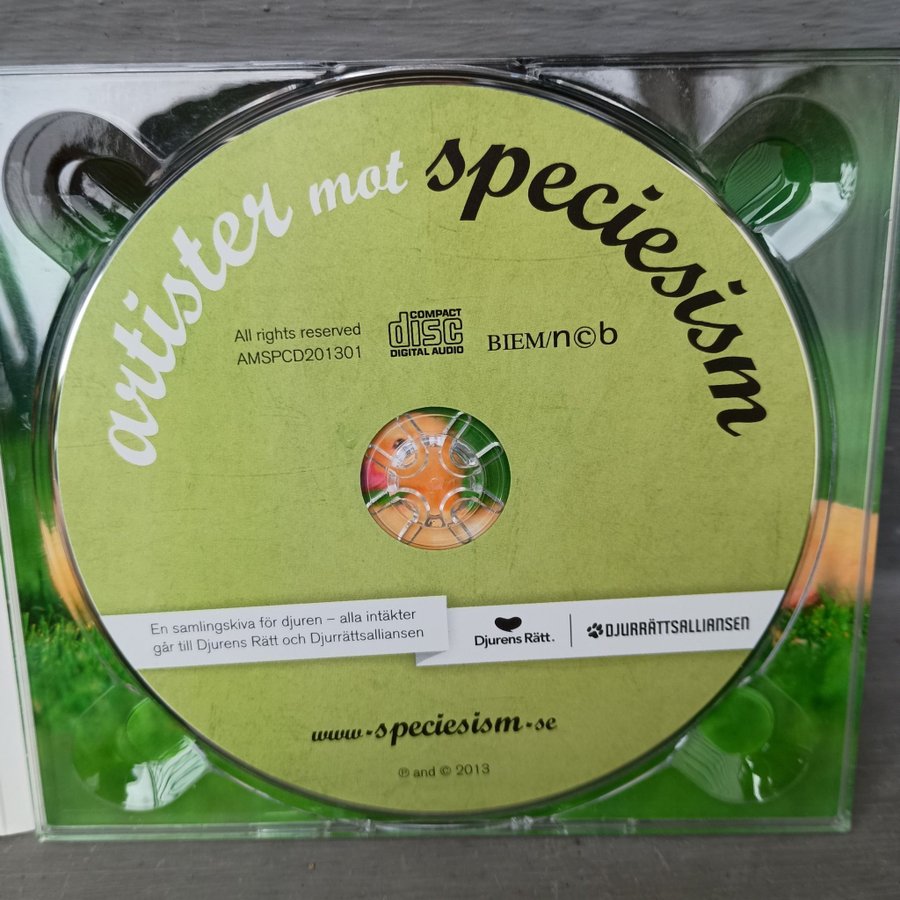 artister mot speciesism
All rights reserved
AMSPCD201301
COMPACT
disc
DIGITAL AUDIO
BIEM/n©b
En samlingskiva för djuren – alla intäkter
går till Djurens Rätt och Djurrättsalliansen
Djurens Rätt.
DJURRÄTTSALLIANSEN
www.speciesism.se
℗ and © 2013